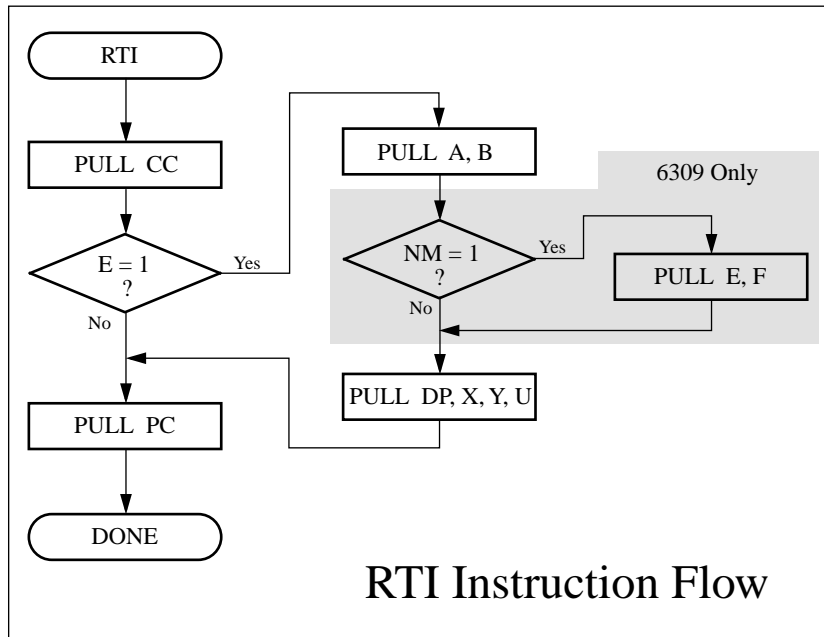 RTI
PULL CC
E = 1
?
Yes
No
PULL A, B
6309 Only
NM = 1
?
Yes
No
PULL E, F
PULL DP, X, Y, U
PULL PC
DONE
RTI Instruction Flow